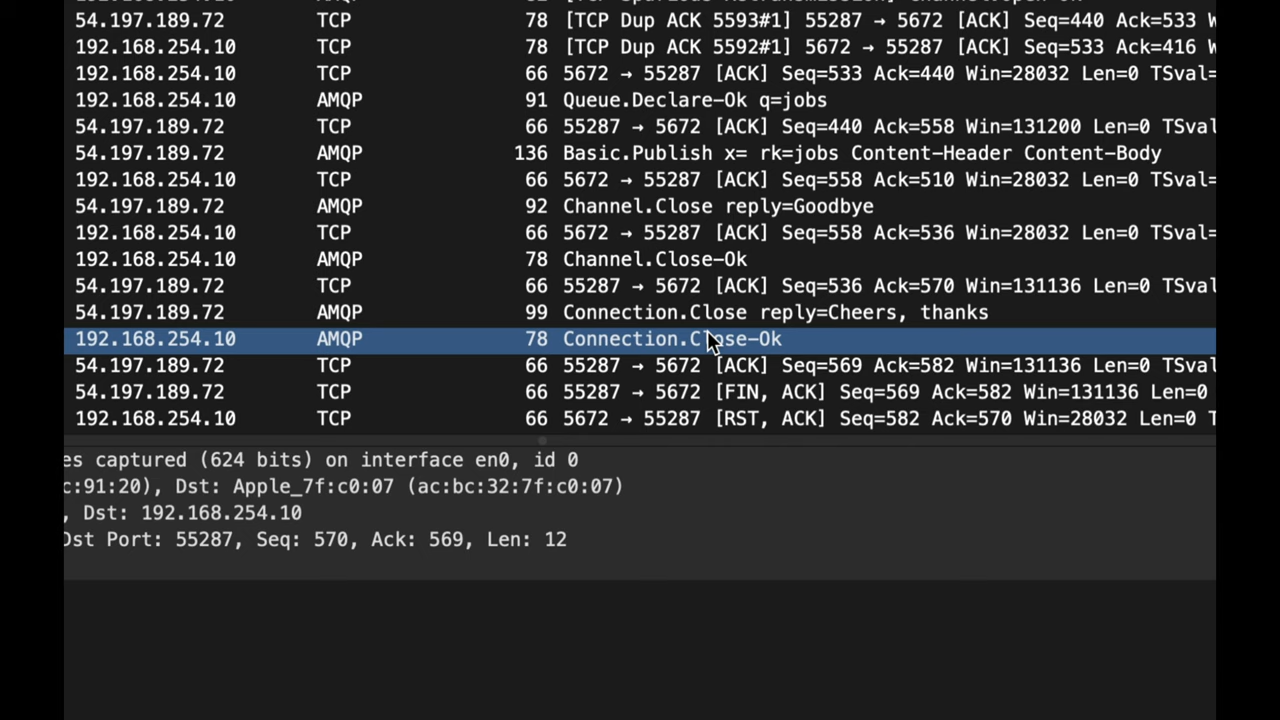 54.197.189.72 TCP 78 [TCP Dup ACK 5593#1] 55287 → 5672 [ACK] Seq=440 Ack=533 W
192.168.254.10 TCP 78 [TCP Dup ACK 5592#1] 5672 → 55287 [ACK] Seq=533 Ack=416 W
192.168.254.10 TCP 66 5672 → 55287 [ACK] Seq=533 Ack=440 Win=28032 Len=0 TSval=
192.168.254.10 AMQP 91 Queue.Declare-Ok q=jobs
54.197.189.72 TCP 66 55287 → 5672 [ACK] Seq=440 Ack=558 Win=131200 Len=0 TSval
54.197.189.72 AMQP 136 Basic.Publish x= rk=jobs Content-Header Content-Body
192.168.254.10 TCP 66 5672 → 55287 [ACK] Seq=558 Ack=510 Win=28032 Len=0 TSval=
54.197.189.72 AMQP 92 Channel.Close reply=Goodbye
192.168.254.10 TCP 66 5672 → 55287 [ACK] Seq=558 Ack=536 Win=28032 Len=0 TSval=
192.168.254.10 AMQP 78 Channel.Close-Ok
54.197.189.72 TCP 66 55287 → 5672 [ACK] Seq=536 Ack=570 Win=131136 Len=0 TSval
54.197.189.72 AMQP 99 Connection.Close reply=Cheers, thanks
192.168.254.10 AMQP 78 Connection.Close-Ok
54.197.189.72 TCP 66 55287 → 5672 [ACK] Seq=569 Ack=582 Win=131136 Len=0 TSval
54.197.189.72 TCP 66 55287 → 5672 [FIN, ACK] Seq=569 Ack=582 Win=131136 Len=0
192.168.254.10 TCP 66 5672 → 55287 [RST, ACK] Seq=582 Ack=570 Win=28032 Len=0 T
es captured (624 bits) on interface en0, id 0
c:91:20), Dst: Apple_7f:c0:07 (ac:bc:32:7f:c0:07)
, Dst: 192.168.254.10
Dst Port: 55287, Seq: 570, Ack: 569, Len: 12